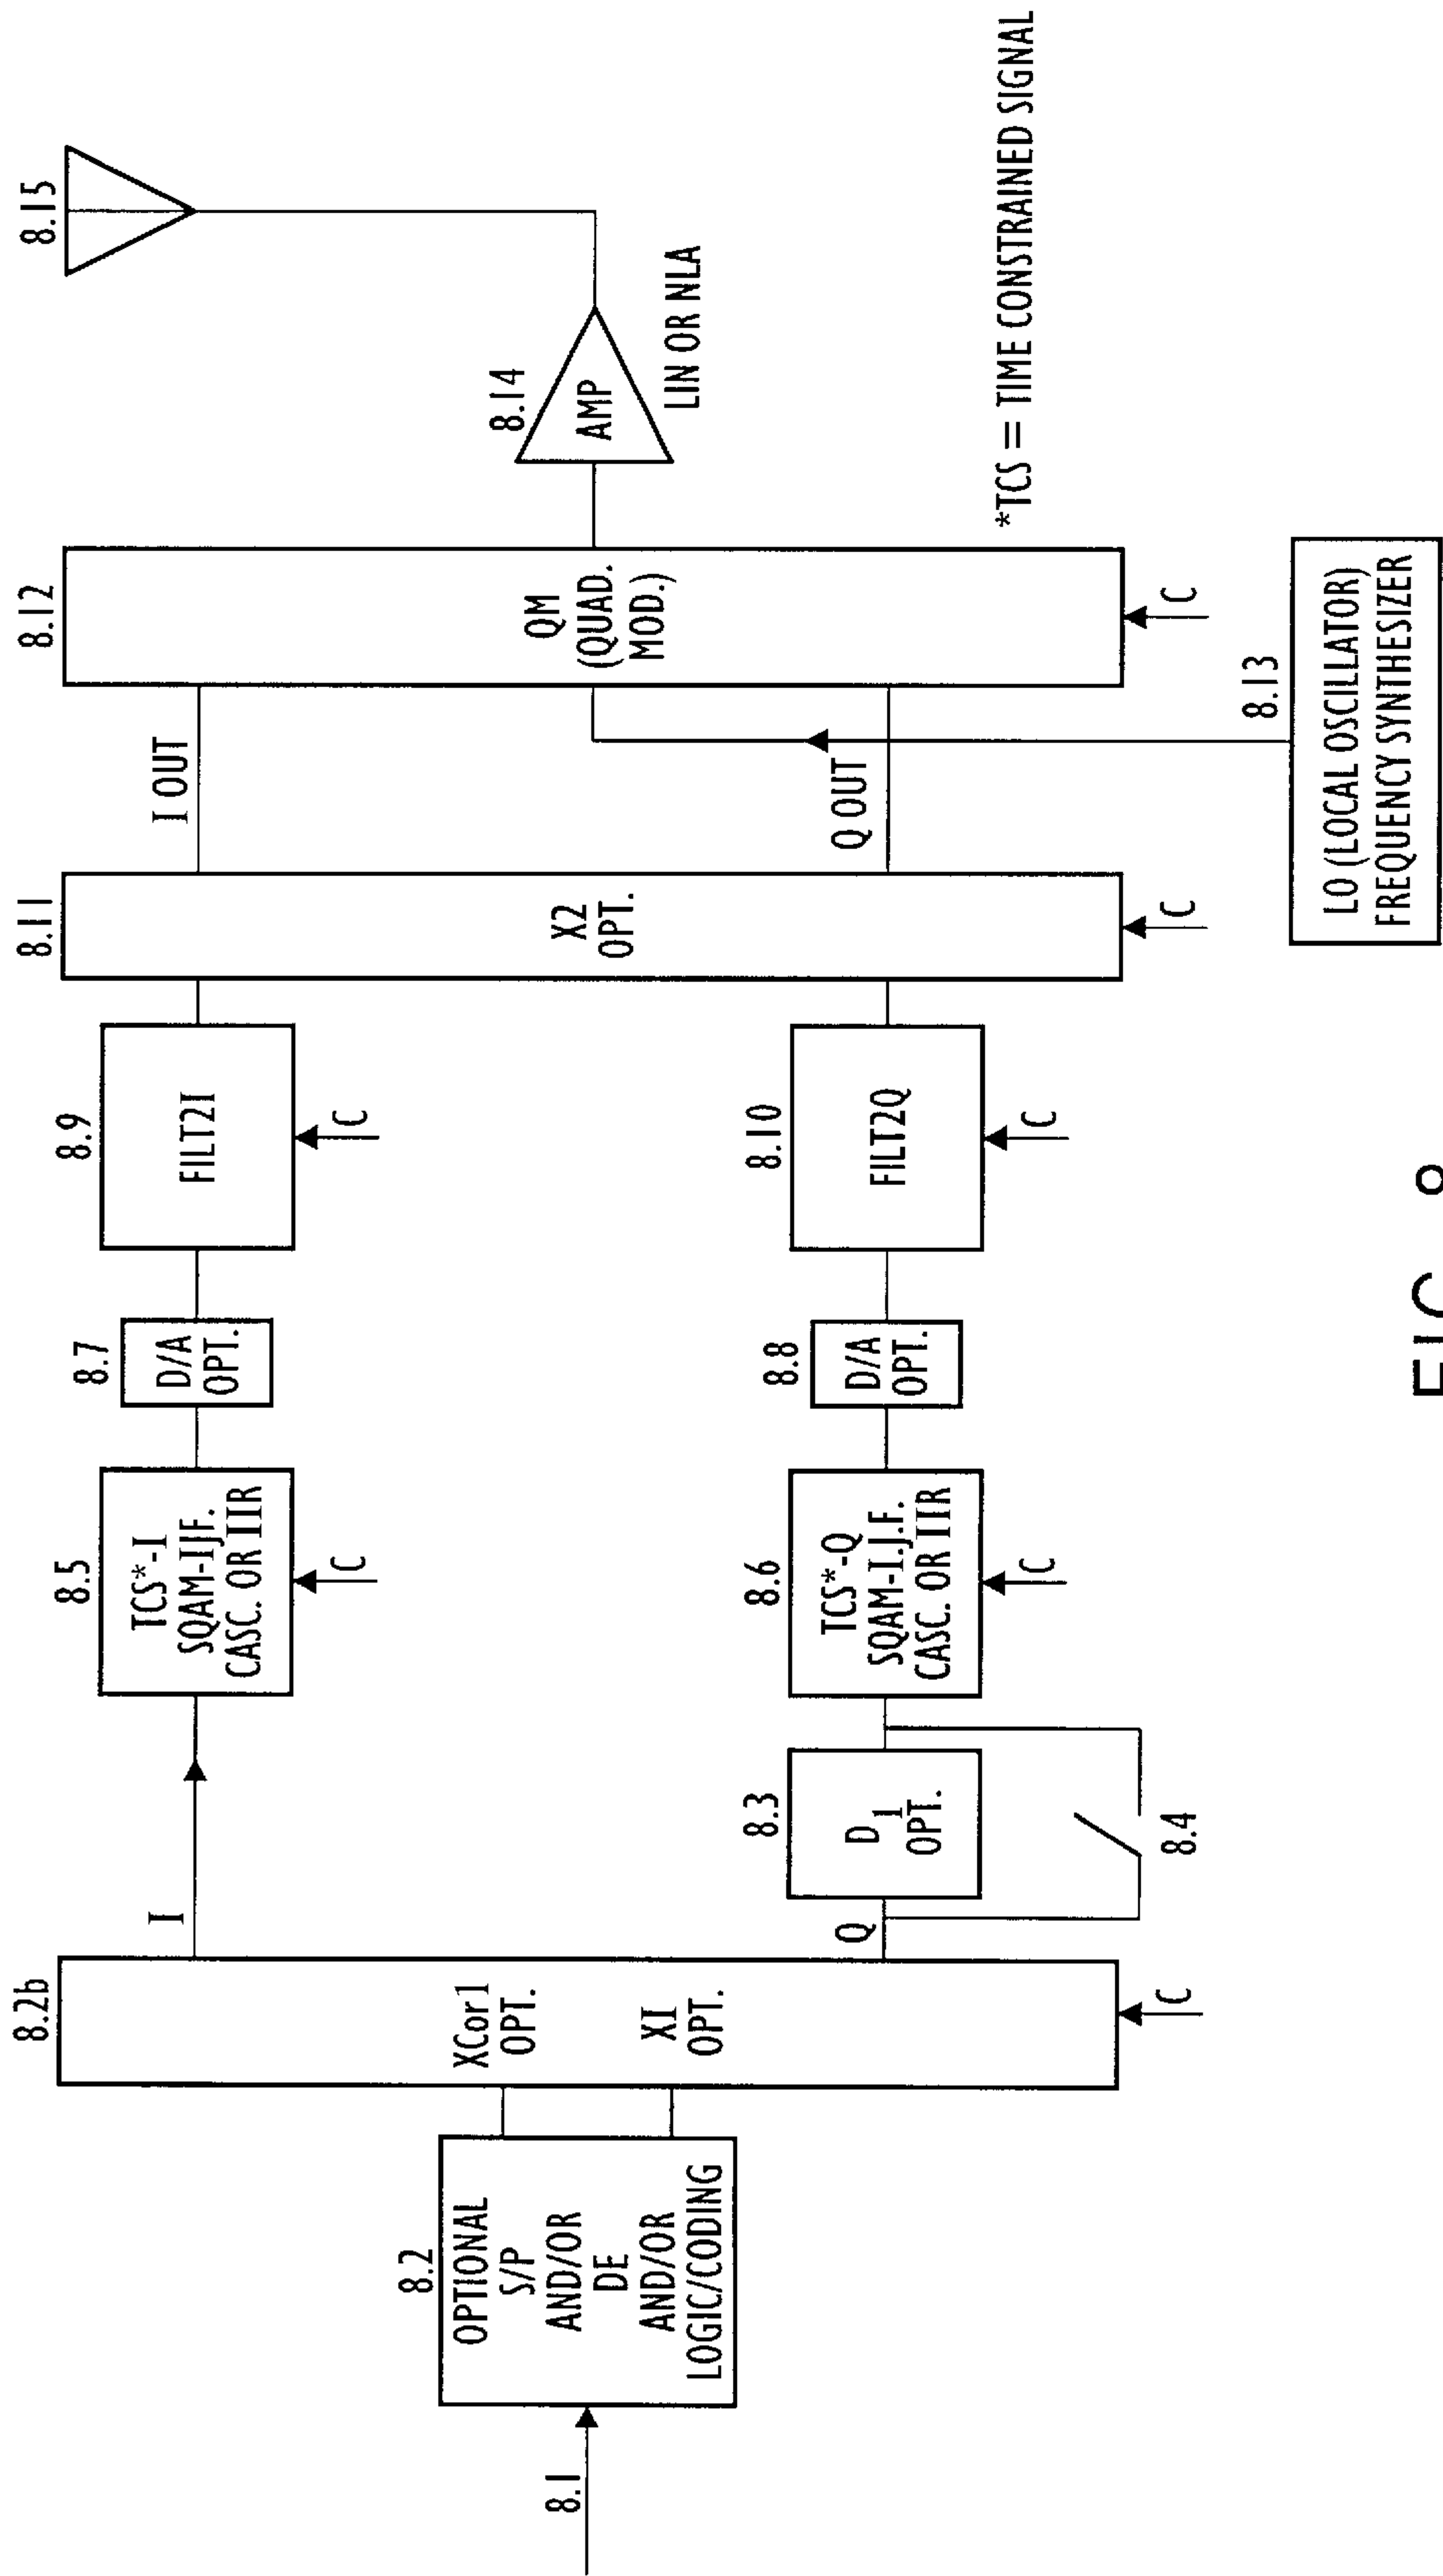 8.1
8.2
OPTIONAL
S/P
AND/OR
DE
AND/OR
LOGIC/CODING
8.2b
XCor1
OPT.
XI
OPT.
C
I
Q
8.3
D1
OPT.
8.4
8.5
TCS*-I
SQAM-IJF.
CASC. OR IIR
C
8.6
TCS*-Q
SQAM-I.J.F.
CASC. OR IIR
C
8.7
D/A
OPT.
8.8
D/A
OPT.
8.9
FILT2I
C
8.10
FILT2Q
C
8.11
X2
OPT.
C
I OUT
Q OUT
8.12
QM
(QUAD.
MOD.)
C
8.13
LO (LOCAL OSCILLATOR)
FREQUENCY SYNTHESIZER
8.14
AMP
LIN OR NLA
8.15
*TCS = TIME CONSTRAINED SIGNAL